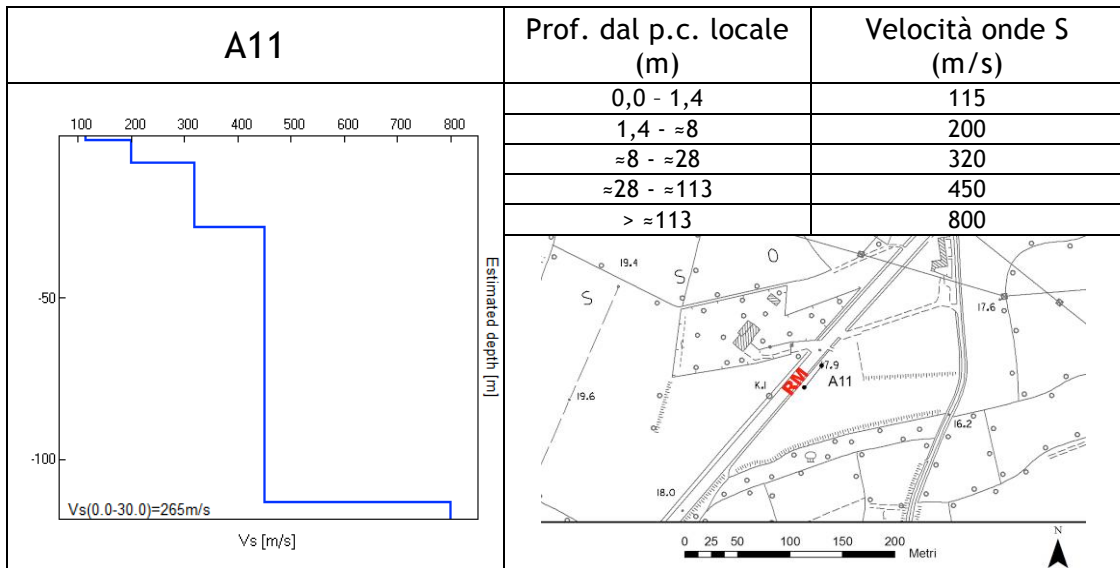 A11
Prof. dal p.c. locale
(m)
Velocità onde S
(m/s)
0,0 – 1,4 115
1,4 - ≈8 200
≈8 - ≈28 320
≈28 - ≈113 450
> ≈113 800
100 200 300 400 500 600 700 800
-50
-100
Estimated depth [m]
Vs(0.0-30.0)=265m/s
Vs [m/s]
19.4
O
S
S
17.6
7.9
RM
A11
K.I
19.6
16.2
18.0
N
0 25 50 100 150 200
Metri